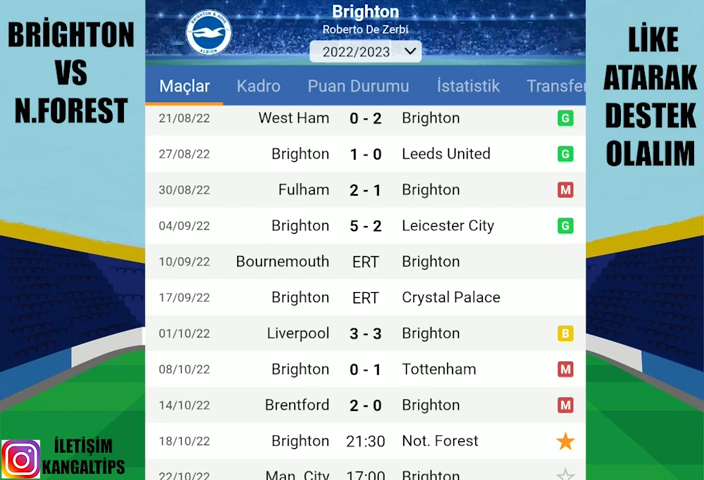 BRİGHTON
VS
N.FOREST
LİKE
ATARAK
DESTEK
OLALIM
Brighton
Roberto De Zerbi
2022/2023
Maçlar Kadro Puan Durumu İstatistik Transfer
21/08/22 West Ham 0 - 2 Brighton G
27/08/22 Brighton 1 - 0 Leeds United G
30/08/22 Fulham 2 - 1 Brighton M
04/09/22 Brighton 5 - 2 Leicester City G
10/09/22 Bournemouth ERT Brighton
17/09/22 Brighton ERT Crystal Palace
01/10/22 Liverpool 3 - 3 Brighton B
08/10/22 Brighton 0 - 1 Tottenham M
14/10/22 Brentford 2 - 0 Brighton M
18/10/22 Brighton 21:30 Not. Forest
22/10/22 Man. City 17:00 Brighton
İLETİŞİM
KANGALTİPS